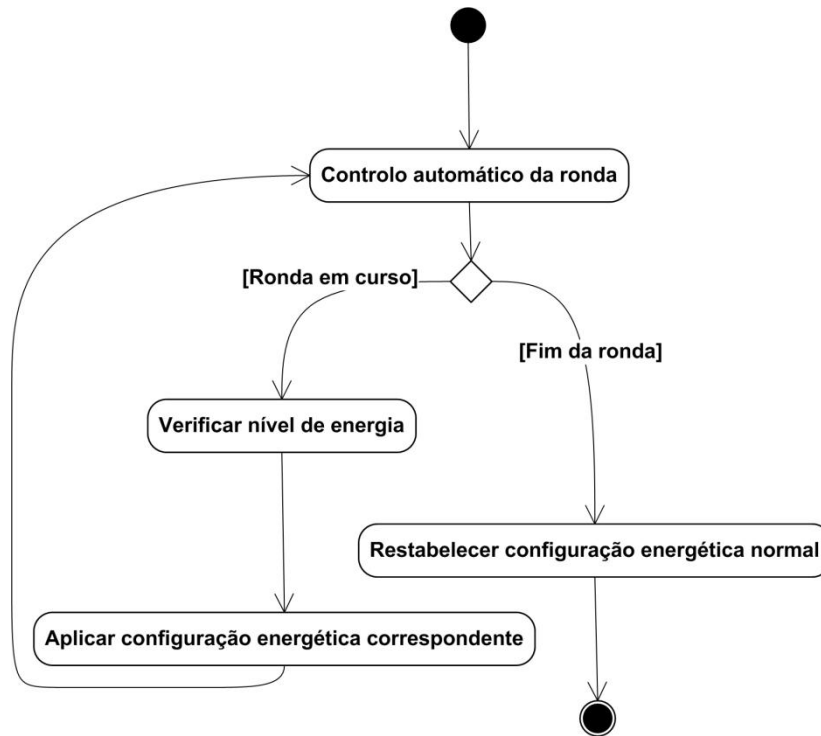 Controlo automático da ronda
[Ronda em curso]
[Fim da ronda]
Verificar nível de energia
Restabelecer configuração energética normal
Aplicar configuração energética correspondente